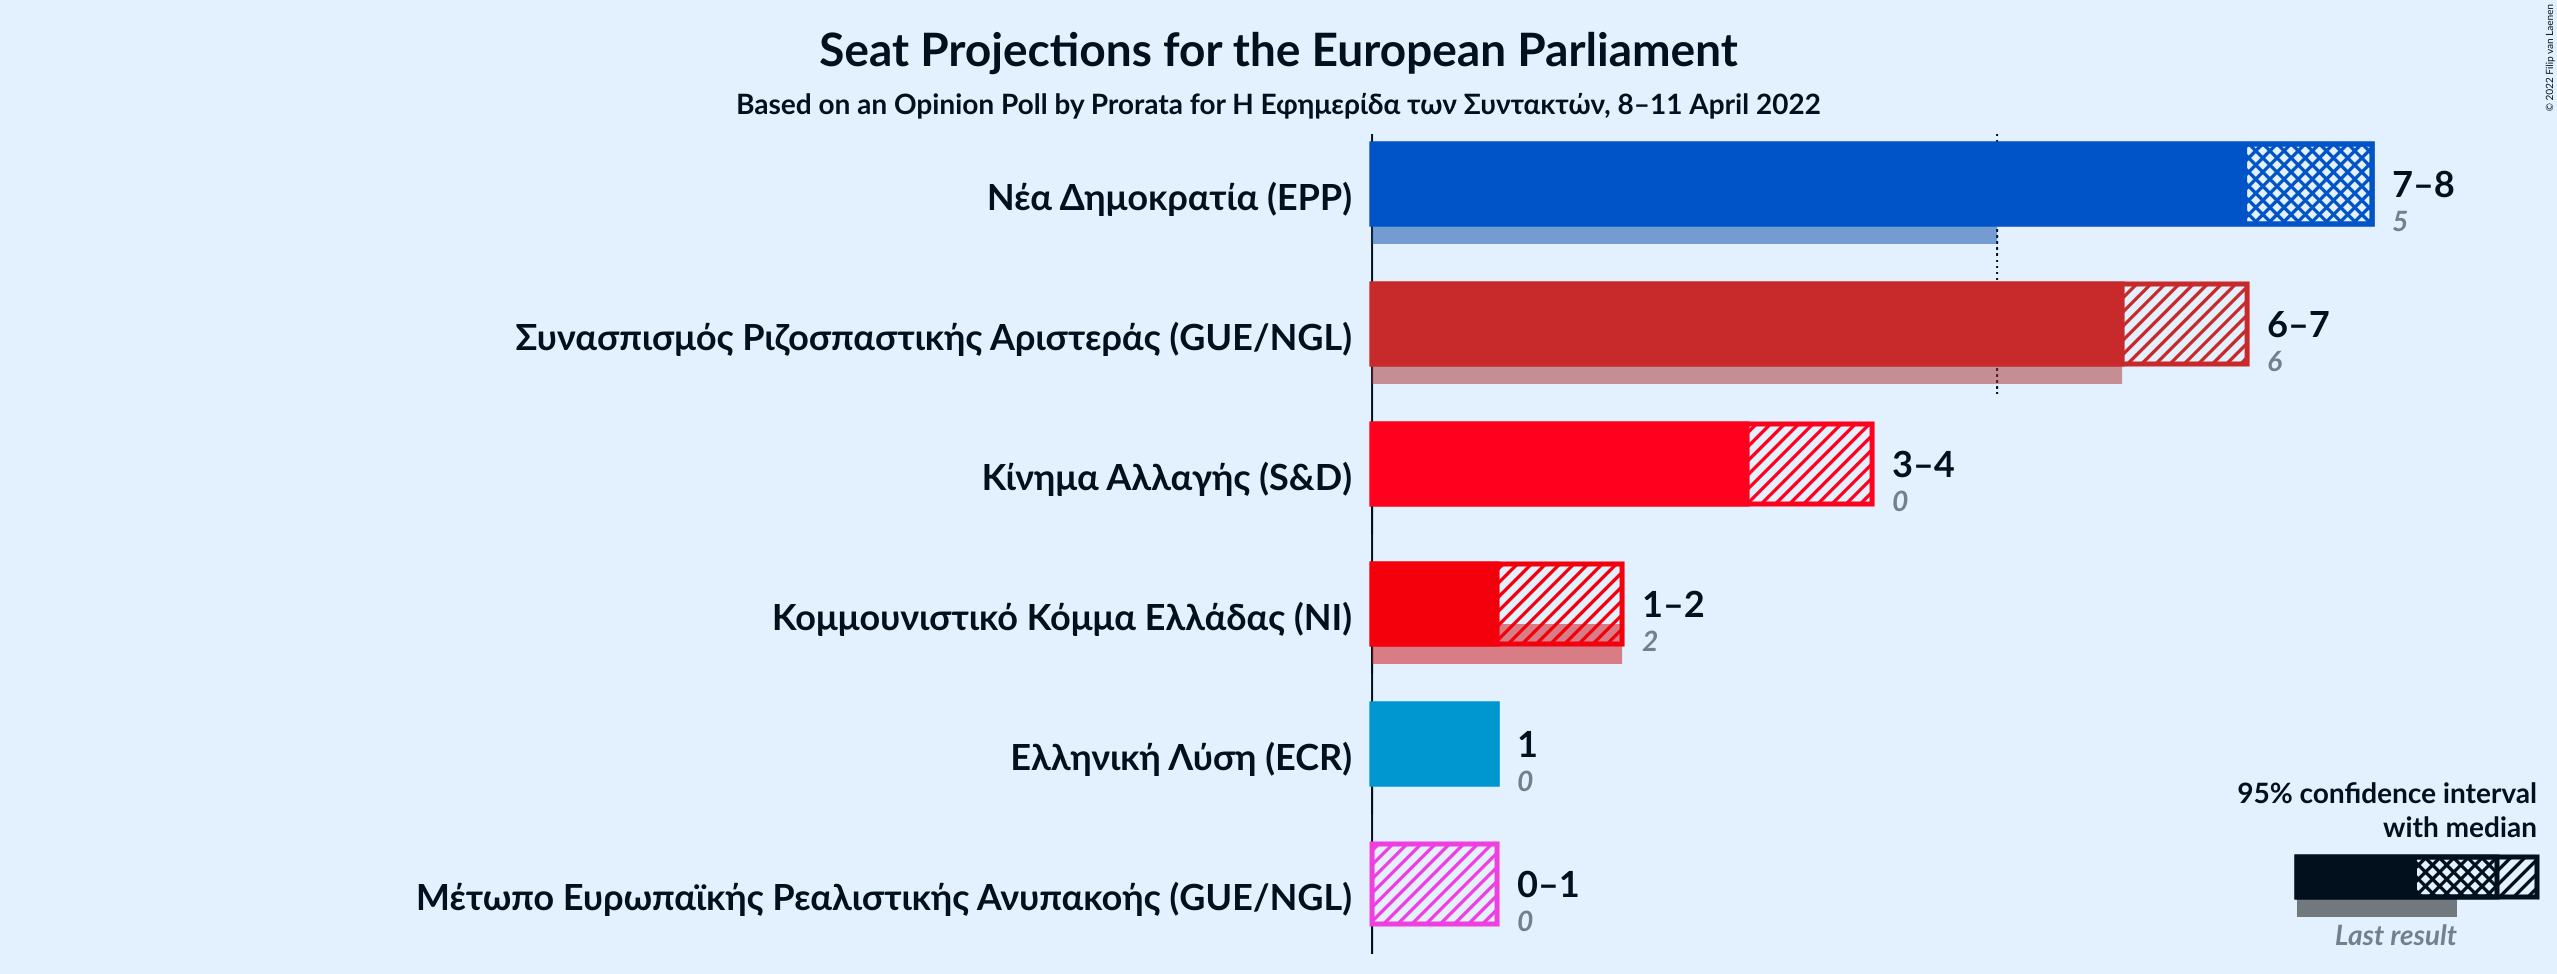 Seat Projections for the European Parliament
Based on an Opinion Poll by Prorata for Η Εφημερίδα των Συντακτών, 8–11 April 2022
© 2022 Filip van Laenen
Νέα Δημοκρατία (EPP)
7–8
5
Συνασπισμός Ριζοσπαστικής Αριστεράς (GUE/NGL)
6–7
6
Κίνημα Αλλαγής (S&D)
3–4
0
Κομμουνιστικό Κόμμα Ελλάδας (NI)
1–2
2
Ελληνική Λύση (ECR)
1
0
Μέτωπο Ευρωπαϊκής Ρεαλιστικής Ανυπακοής (GUE/NGL)
0–1
0
95% confidence interval
with median
Last result